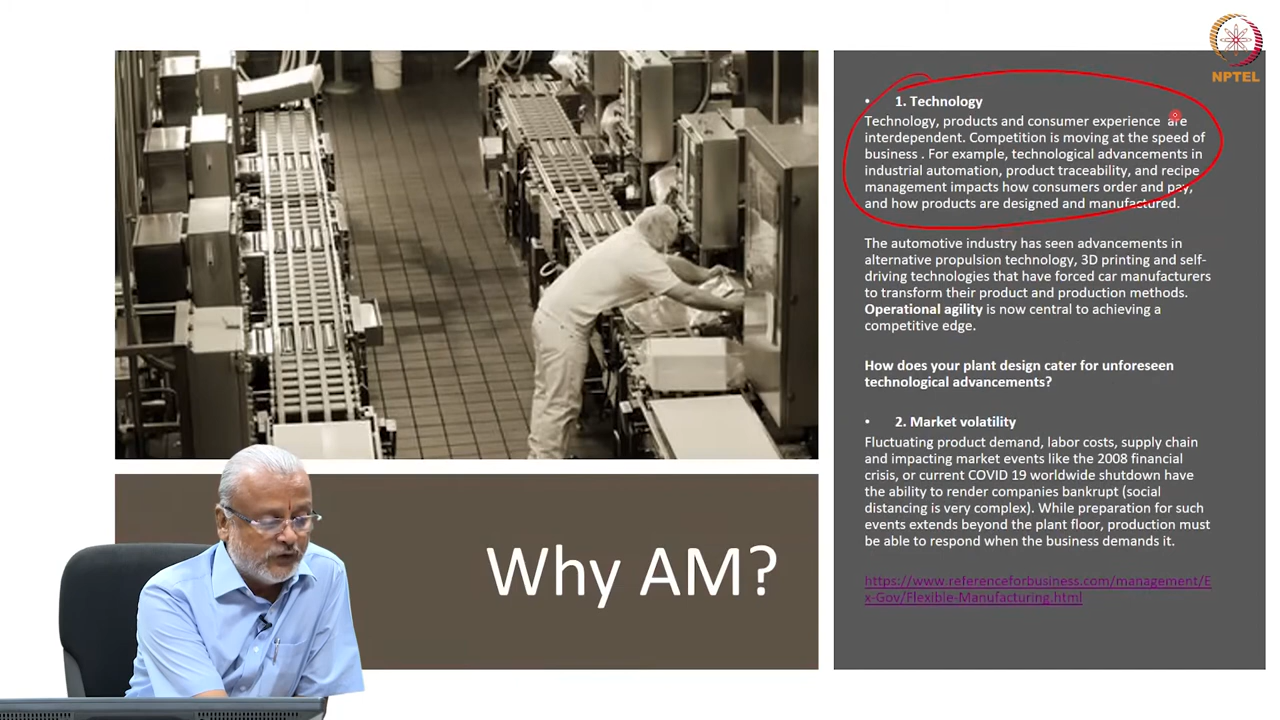 NPTEL
• 1. Technology
Technology, products and consumer experience are
interdependent. Competition is moving at the speed of
business . For example, technological advancements in
industrial automation, product traceability, and recipe
management impacts how consumers order and pay,
and how products are designed and manufactured.
The automotive industry has seen advancements in
alternative propulsion technology, 3D printing and self-
driving technologies that have forced car manufacturers
to transform their product and production methods.
Operational agility is now central to achieving a
competitive edge.
How does your plant design cater for unforeseen
technological advancements?
• 2. Market volatility
Fluctuating product demand, labor costs, supply chain
and impacting market events like the 2008 financial
crisis, or current COVID 19 worldwide shutdown have
the ability to render companies bankrupt (social
distancing is very complex). While preparation for such
events extends beyond the plant floor, production must
be able to respond when the business demands it.
https://www.referenceforbusiness.com/management/E
x-Gov/Flexible-Manufacturing.html
Why AM?